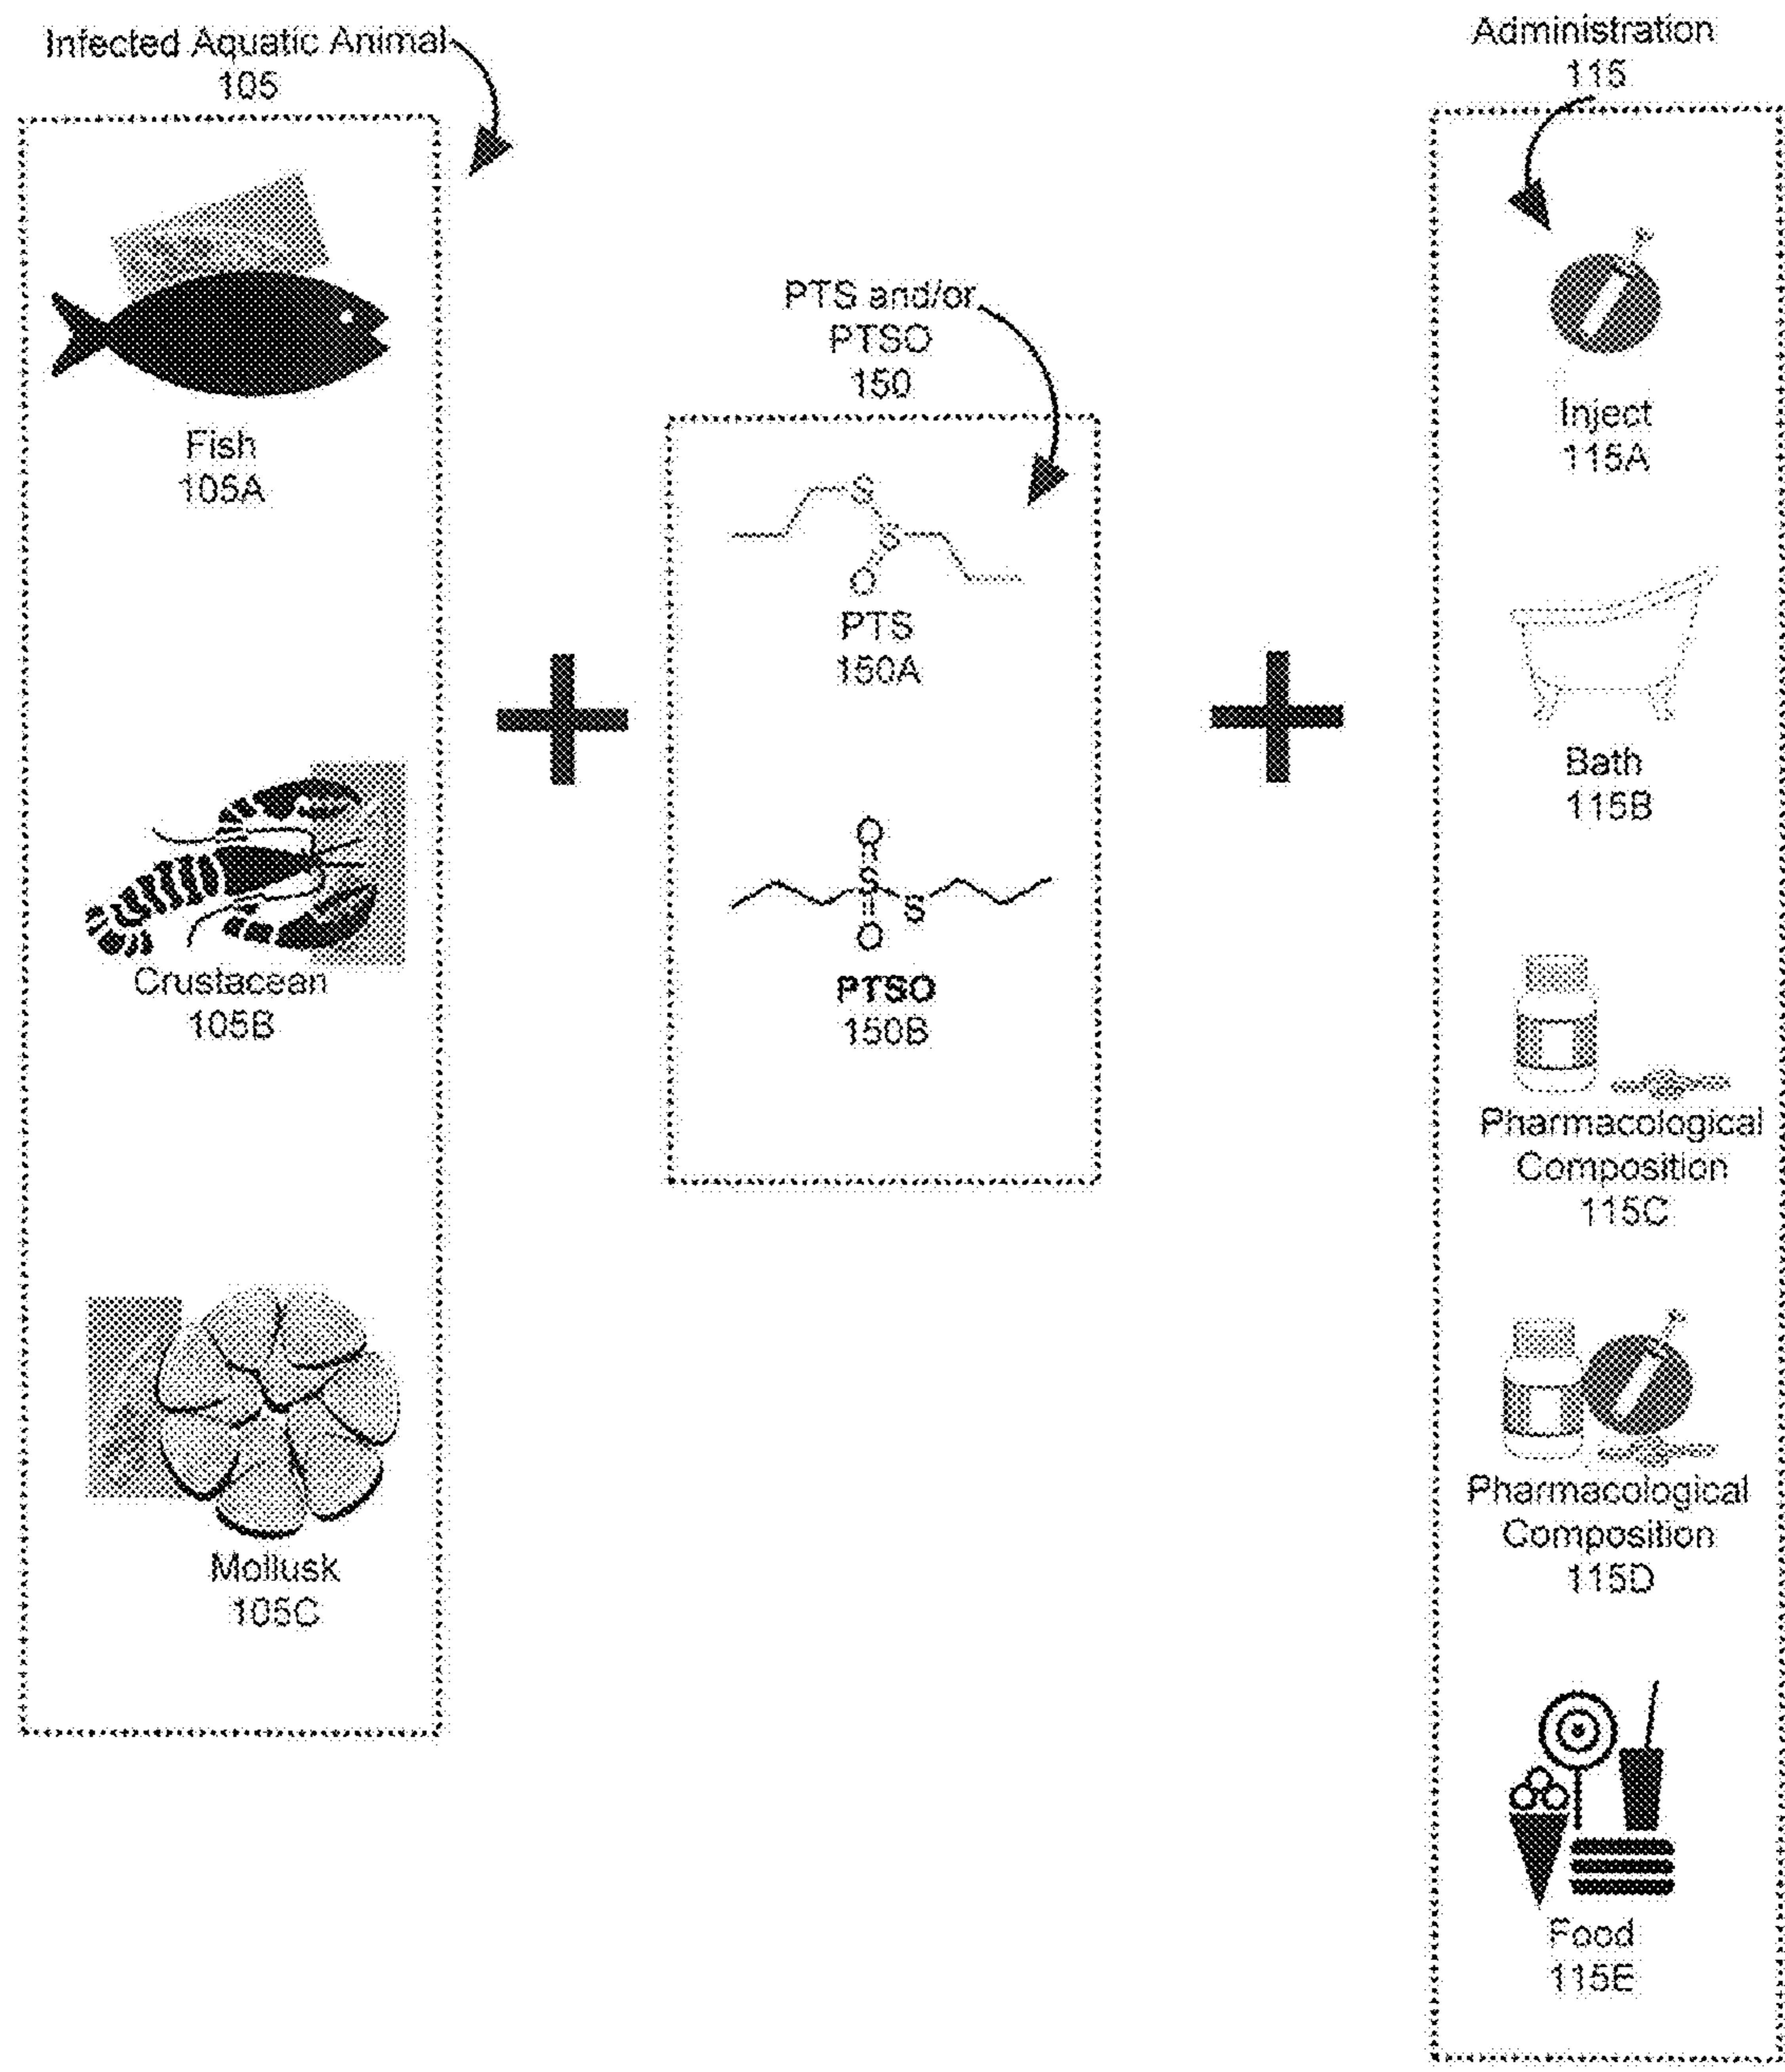 Infected Aquatic Animal
105
Fish
105A
Crustacean
105B
Mollusk
105C
PTS and/or
PTSO
150
S
S
O
PTS
150A
O
S
S
O
PTSO
150B
Administration
115
Inject
115A
Bath
115B
Pharmacological
Composition
115C
Pharmacological
Composition
115D
Food
115E